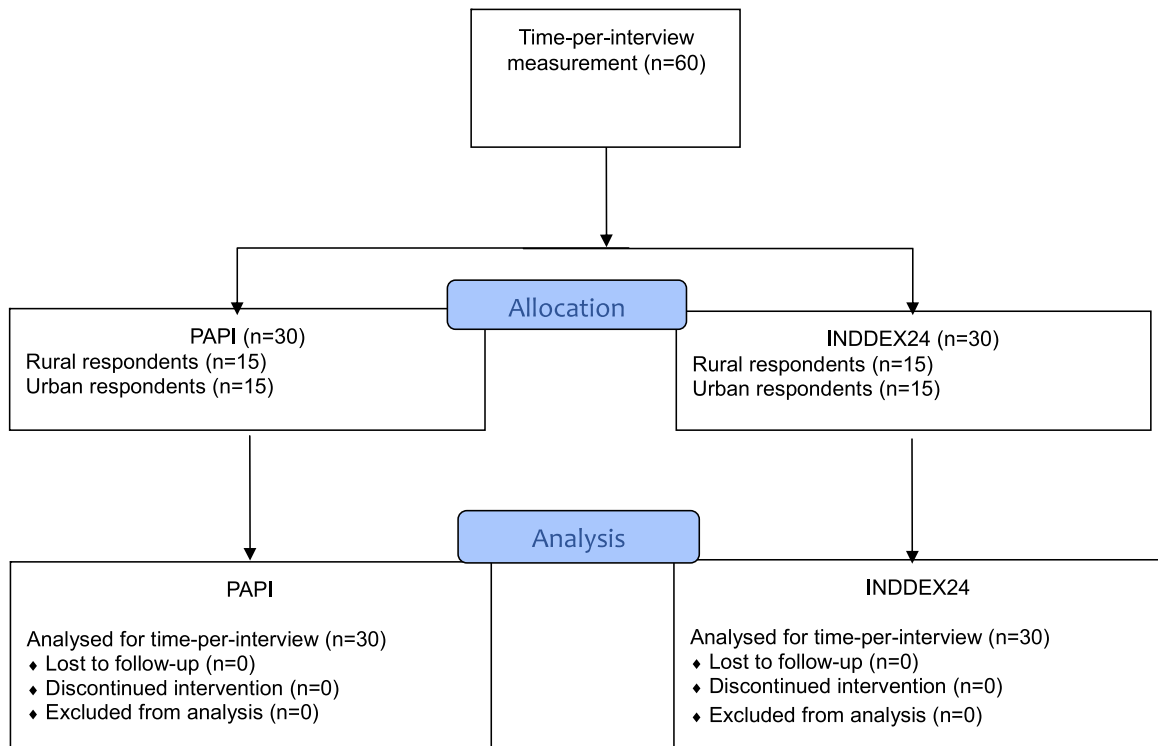 Time-per-interview
measurement (n=60)
Allocation
PAPI (n=30)
Rural respondents (n=15)
Urban respondents (n=15)
INDDEX24 (n=30)
Rural respondents (n=15)
Urban respondents (n=15)
Analysis
PAPI
Analysed for time-per-interview (n=30)
♦ Lost to follow-up (n=0)
♦ Discontinued intervention (n=0)
♦ Excluded from analysis (n=0)
INDDEX24
Analysed for time-per-interview (n=30)
♦ Lost to follow-up (n=0)
♦ Discontinued intervention (n=0)
♦ Excluded from analysis (n=0)